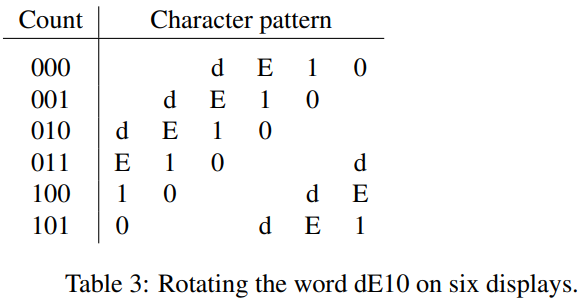 Count Character pattern
000 d E 1 0
001 d E 1 0
010 d E 1 0
011 E 1 0 d
100 1 0 d E
101 0 d E 1
Table 3: Rotating the word dE10 on six displays.